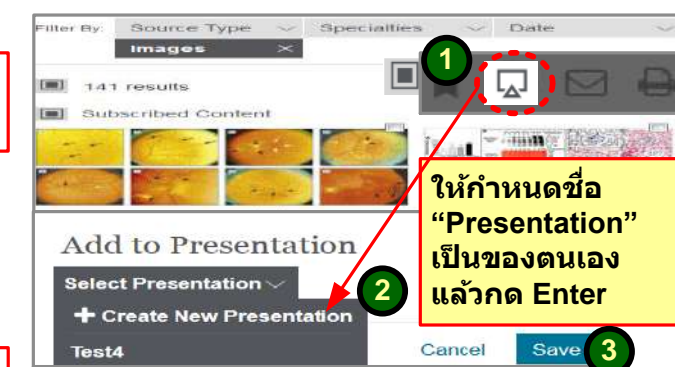 Filter By: Source Type Specialties Date
Images ×
1
141 results
Subscribed Content
ให้กำหนดชื่อ
“Presentation”
เป็นของตนเอง
แล้วกด Enter
Add to Presentation
Select Presentation
2
+ Create New Presentation
Test4
Cancel Save 3